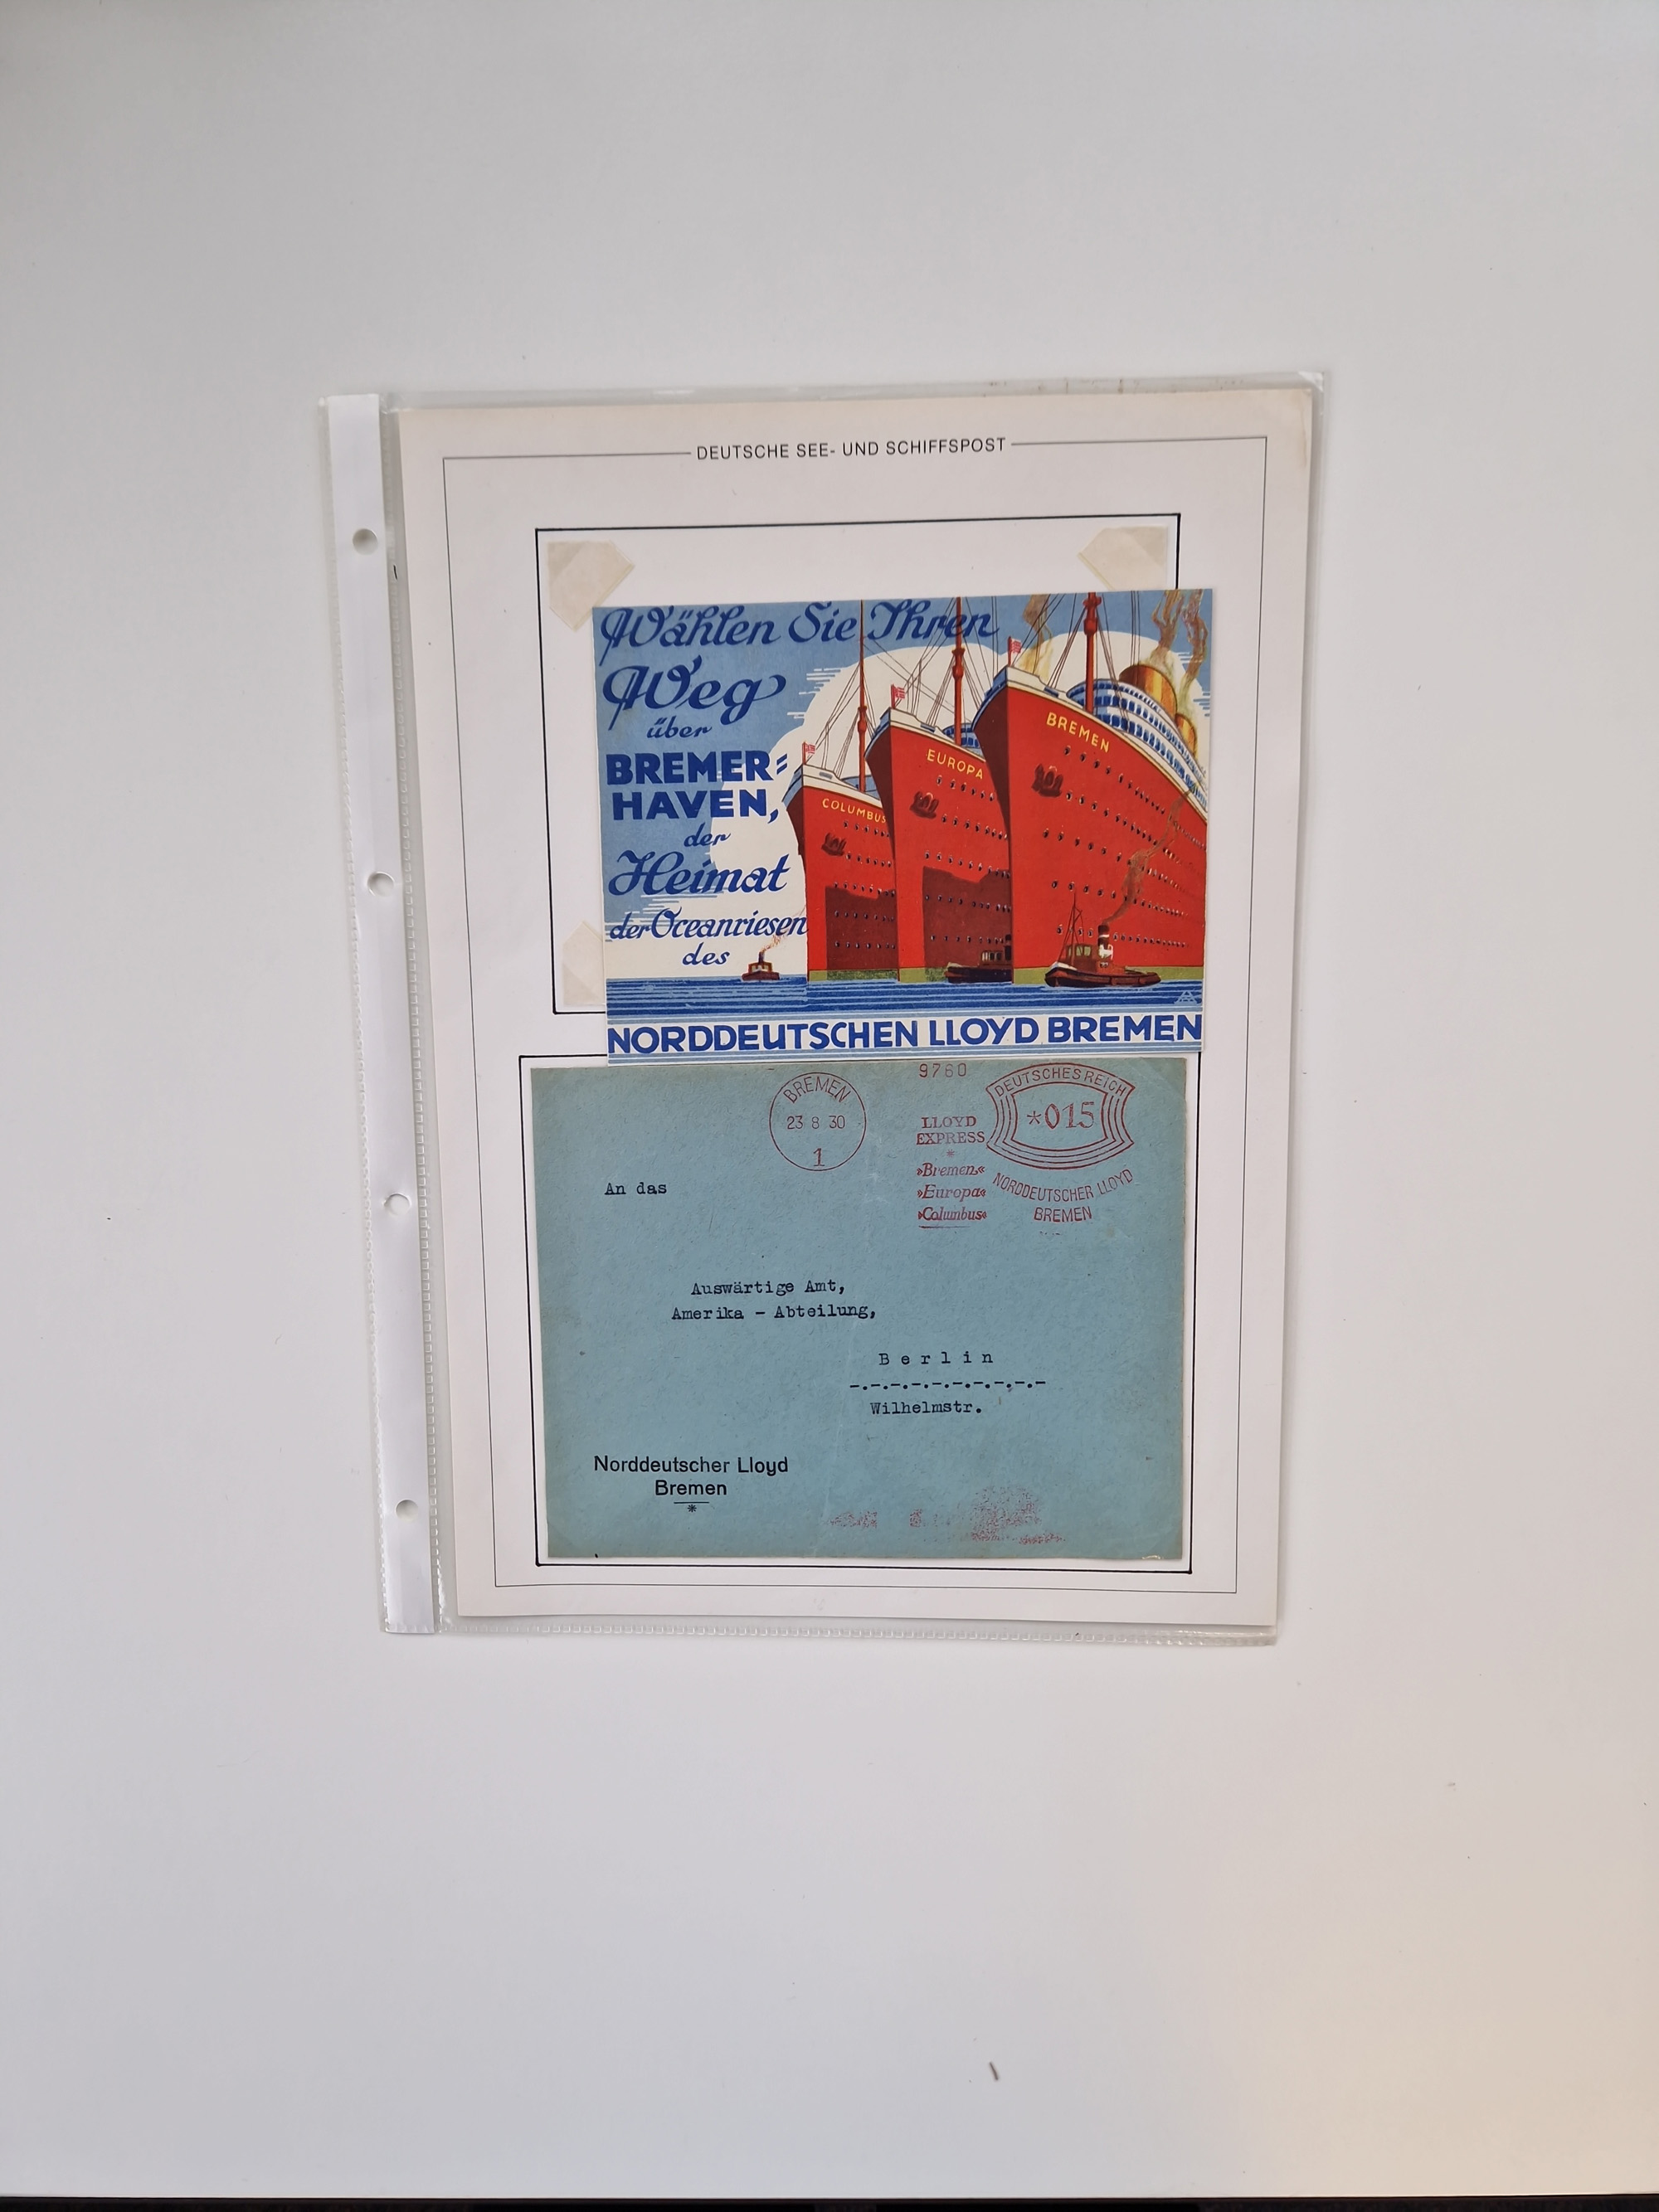 DEUTSCHE SEE- UND SCHIFFSPOST
Wählen Sie Ihren
Weg
über
BREMER=
HAVEN,
der
Heimat
der Oceanriesen
des
COLUMBUS
EUROPA
BREMEN
NORDDEUTSCHEN LLOYD BREMEN
BREMEN
23 8 30
1
9760
LLOYD
EXPRESS
*
»Bremen«
»Europa«
»Columbus«
DEUTSCHES REICH
*015
NORDDEUTSCHER LLOYD
BREMEN
An das
Auswärtige Amt,
Amerika - Abteilung,
Berlin
-.-.-.-.-.-.-.-.-.-
Wilhelmstr.
Norddeutscher Lloyd
Bremen
*